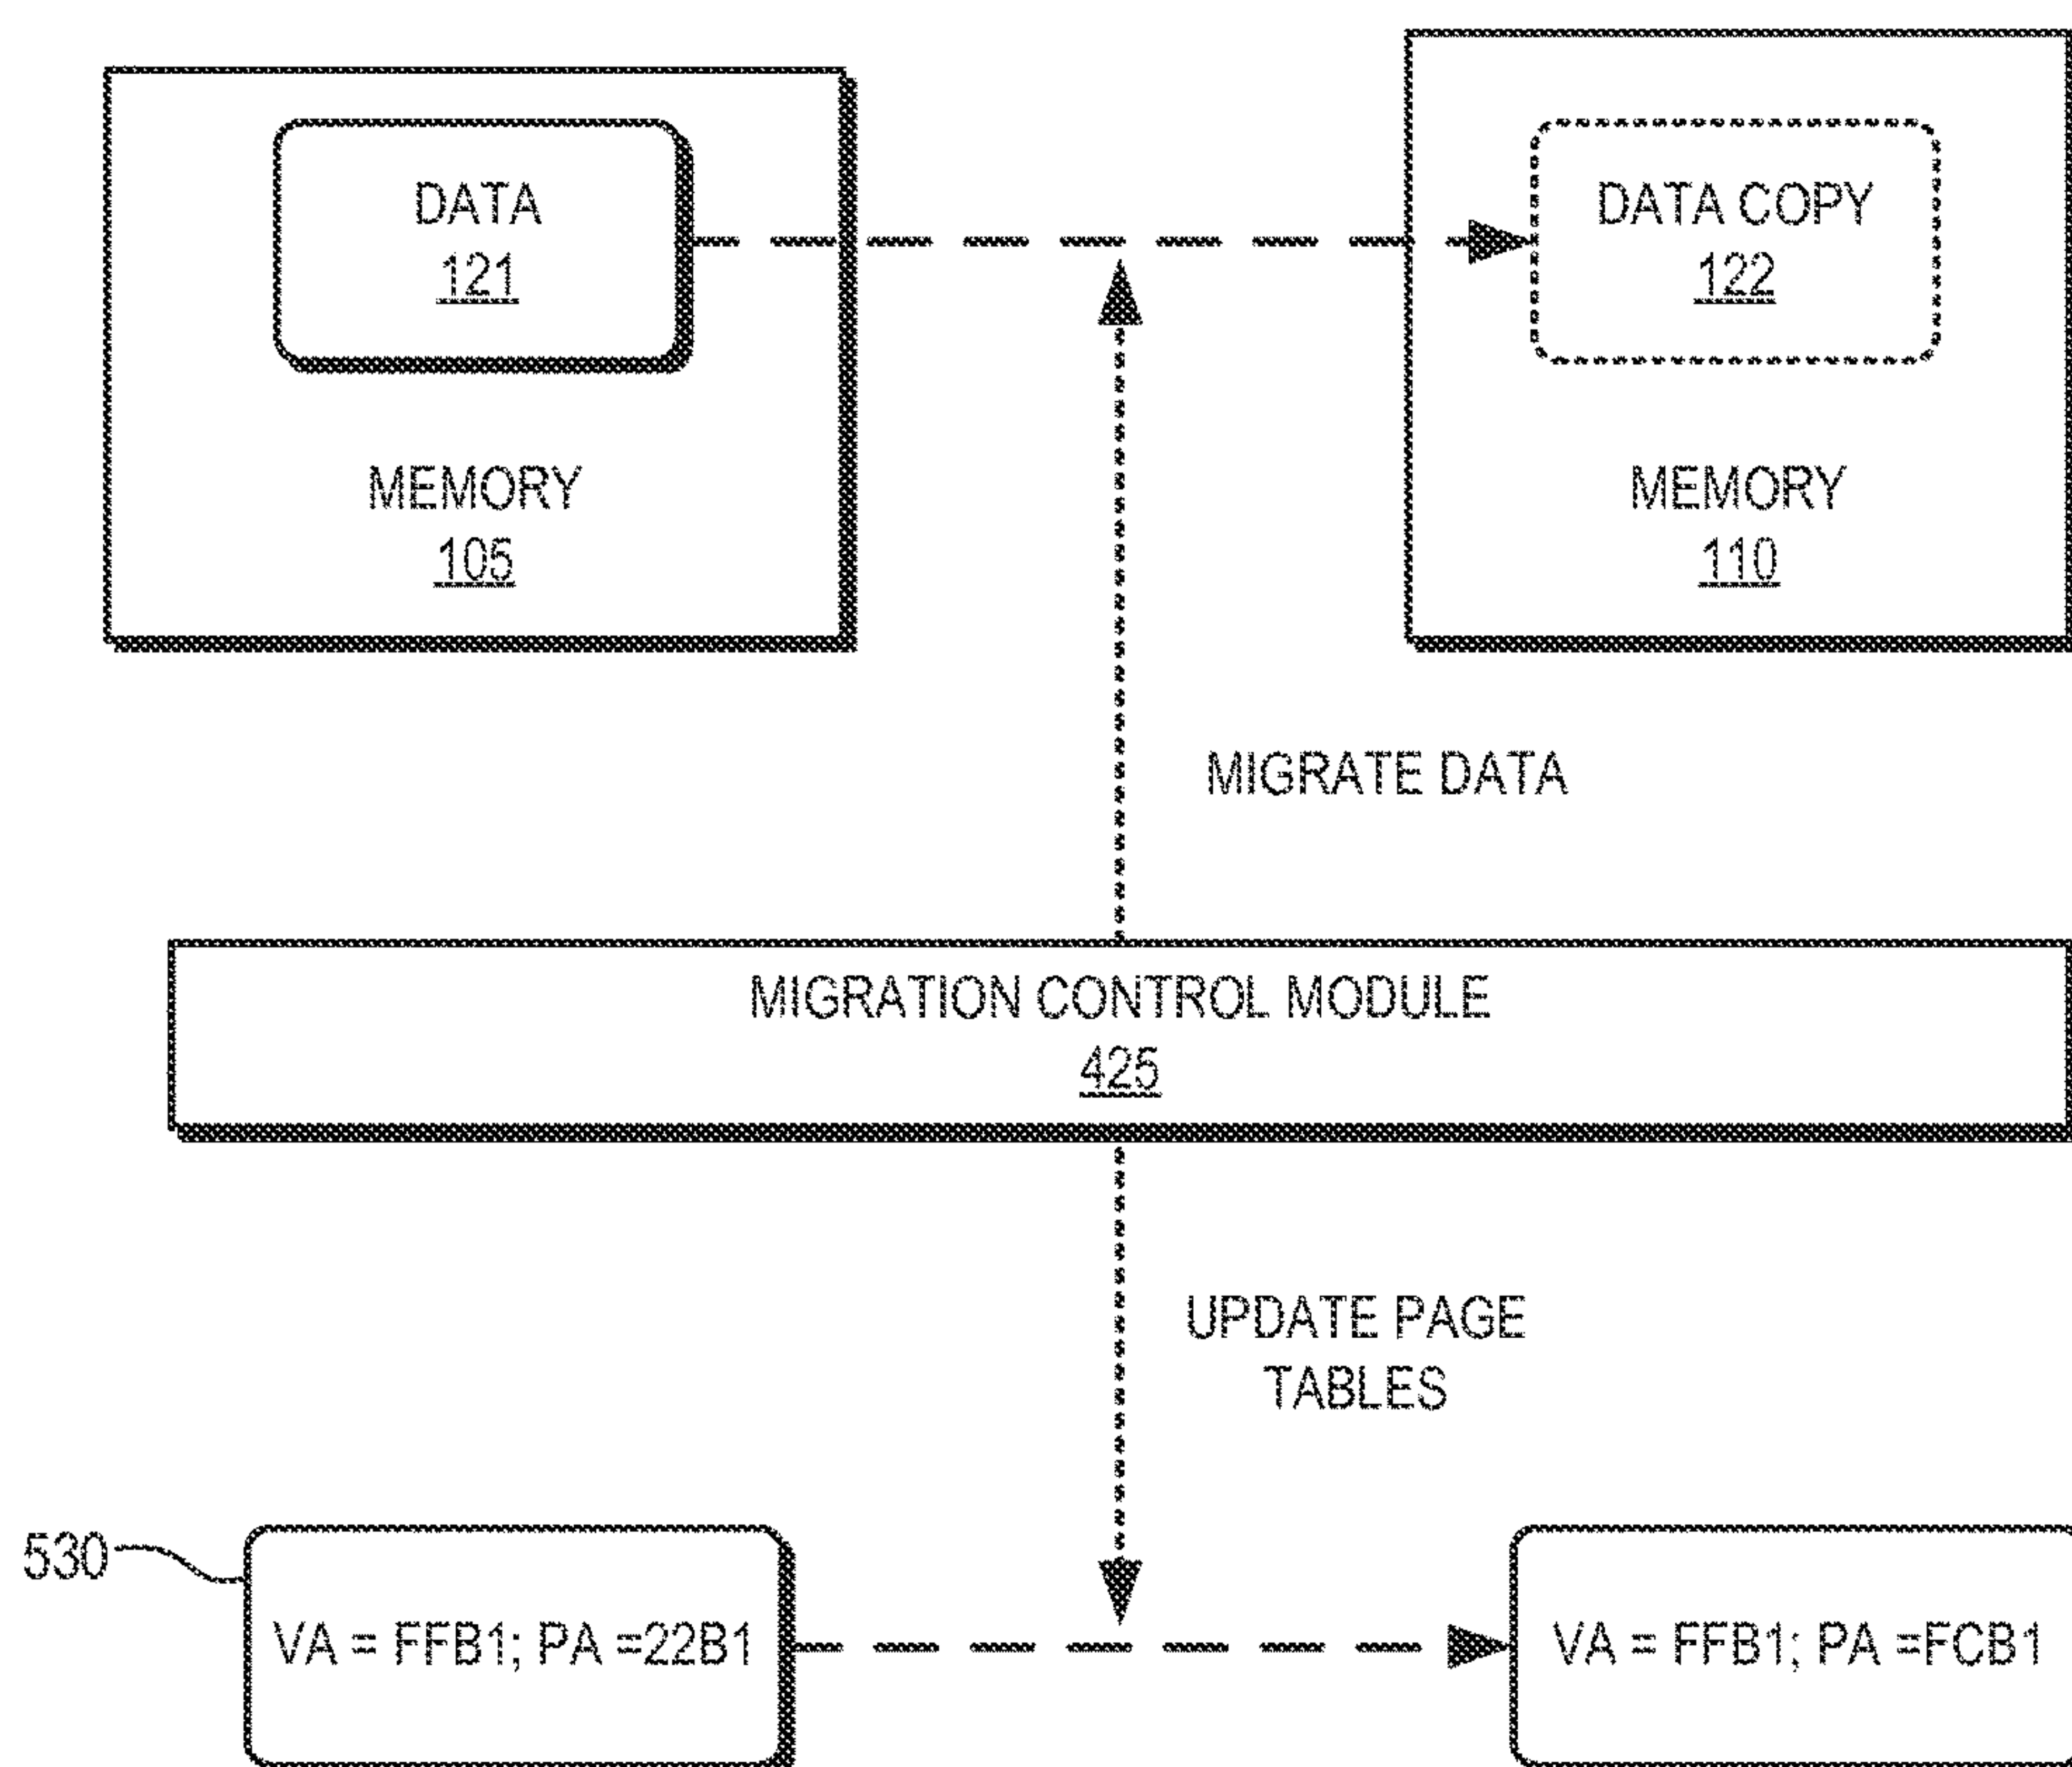 DATA
121
DATA COPY
122
MEMORY
105
MEMORY
110
MIGRATE DATA
MIGRATION CONTROL MODULE
425
UPDATE PAGE
TABLES
530
VA = FFB1; PA =22B1
VA = FFB1; PA =FCB1